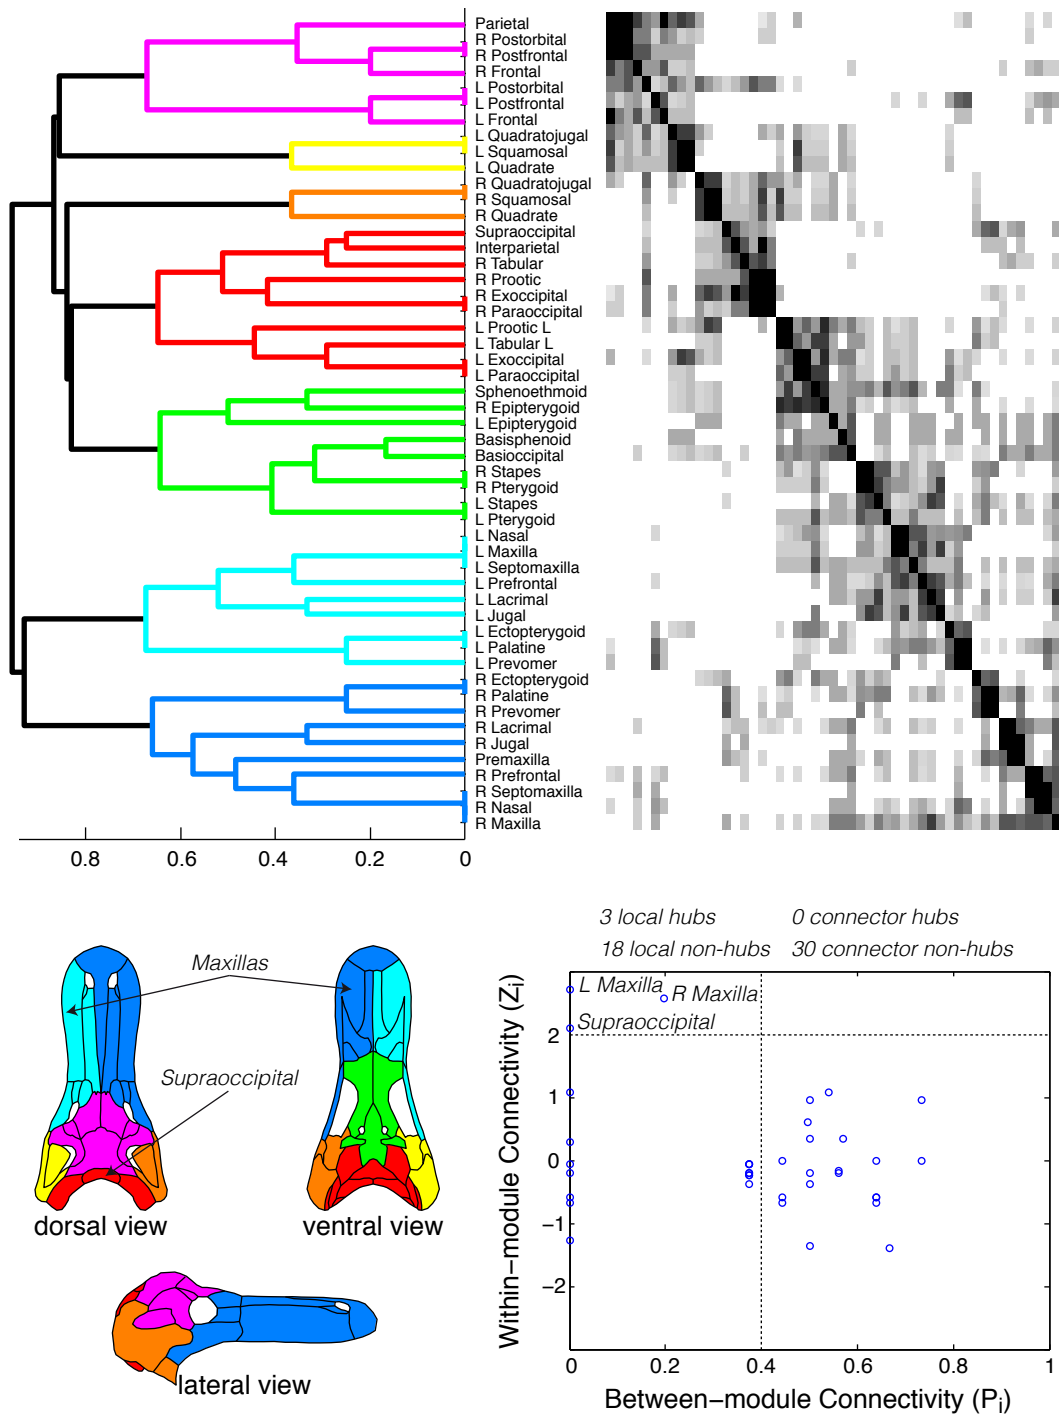 Parietal
R Postorbital
R Postfrontal
R Frontal
L Postorbital
L Postfrontal
L Frontal
L Quadratojugal
L Squamosal
L Quadrate
R Quadratojugal
R Squamosal
R Quadrate
Supraoccipital
Interparietal
R Tabular
R Prootic
R Exoccipital
R Paraoccipital
L Prootic L
L Tabular L
L Exoccipital
L Paraoccipital
Sphenoethmoid
R Epipterygoid
L Epipterygoid
Basisphenoid
Basioccipital
R Stapes
R Pterygoid
L Stapes
L Pterygoid
L Nasal
L Maxilla
L Septomaxilla
L Prefrontal
L Lacrimal
L Jugal
L Ectopterygoid
L Palatine
L Prevomer
R Ectopterygoid
R Palatine
R Prevomer
R Lacrimal
R Jugal
Premaxilla
R Prefrontal
R Septomaxilla
R Nasal
R Maxilla
0.8 0.6 0.4 0.2 0
Maxillas
Supraoccipital
dorsal view
ventral view
lateral view
3 local hubs 0 connector hubs
18 local non-hubs 30 connector non-hubs
L Maxilla
R Maxilla
Supraoccipital
2
1
0
−1
−2
Within−module Connectivity (Zi)
0 0.2 0.4 0.6 0.8 1
Between−module Connectivity (Pi)